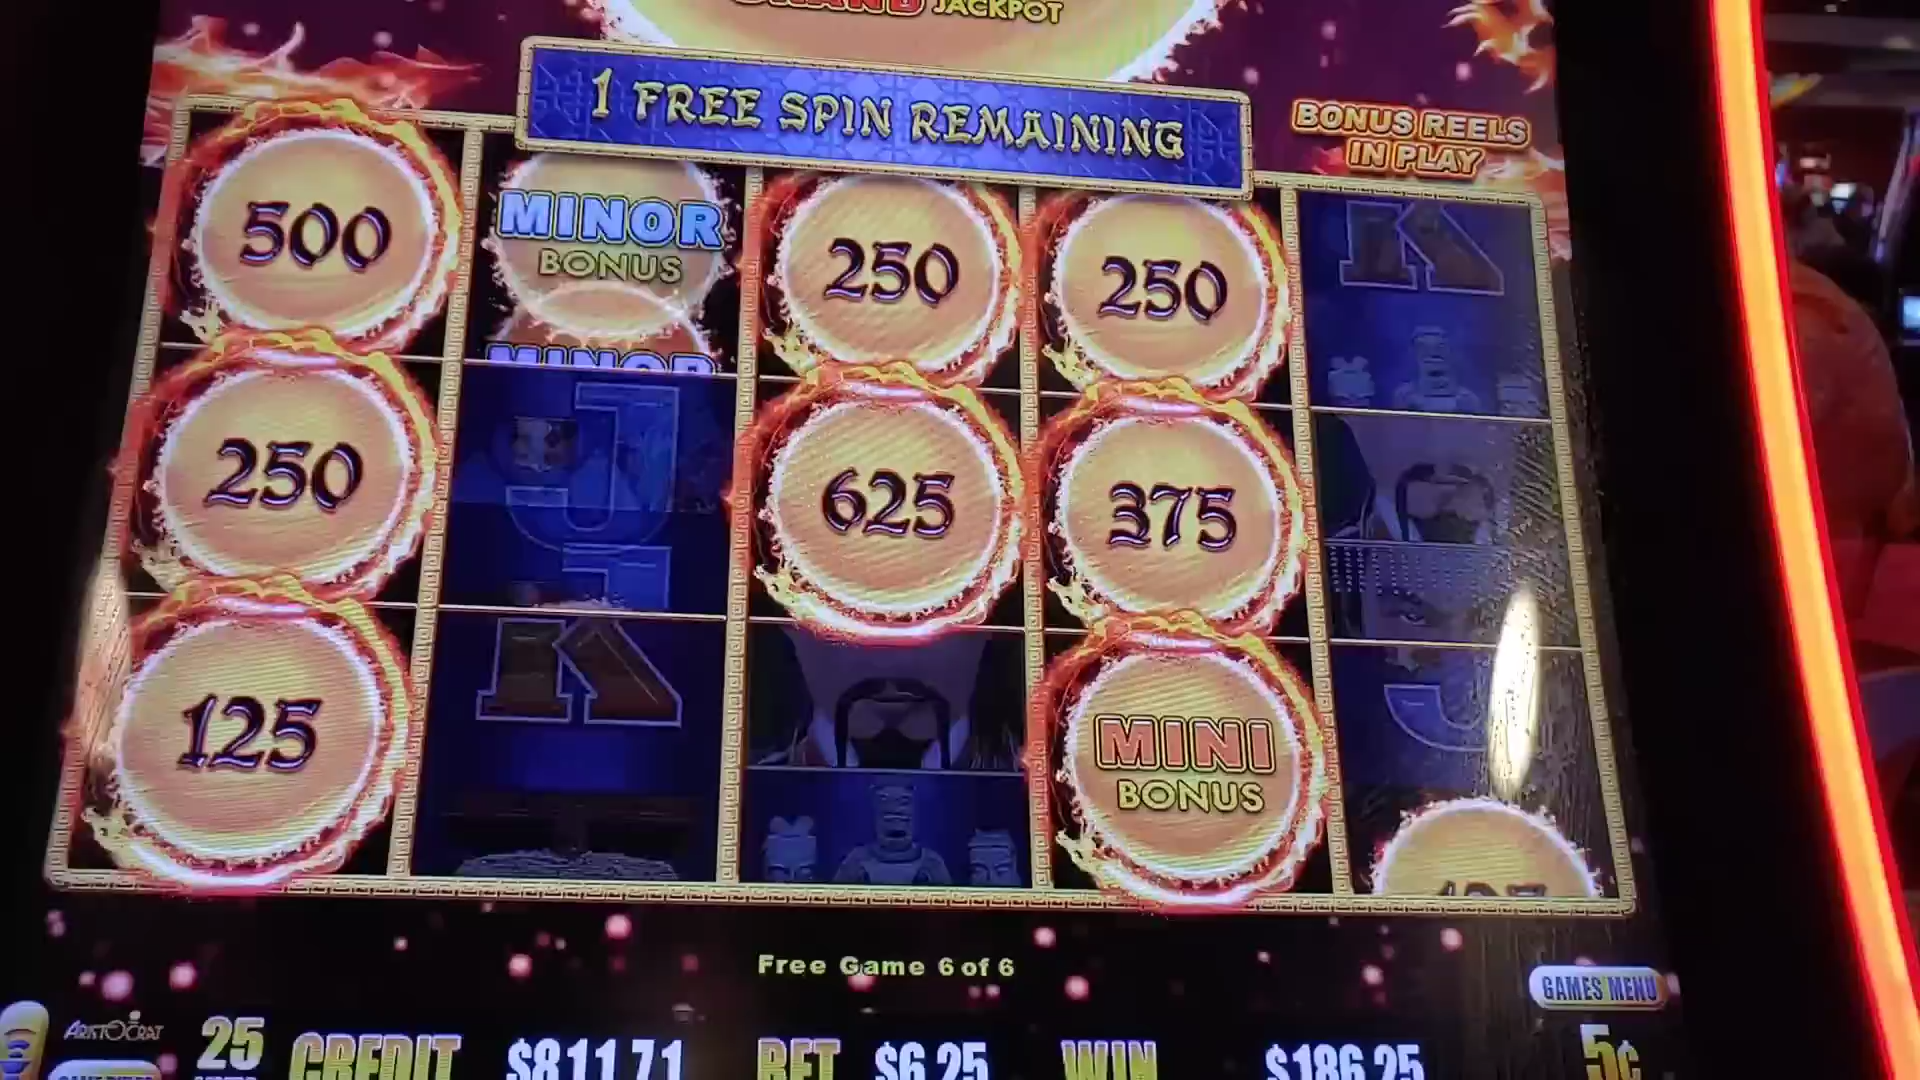 GRAND JACKPOT
1 FREE SPIN REMAINING
BONUS REELS
IN PLAY
500
MINOR
BONUS
MINOR
250
250
K
250
J
625
375
125
K
MINI
BONUS
J
Free Game 6 of 6
GAMES MENU
ARISTOCRAT
25
CREDIT $811.71 BET $6.25 WIN $186.25 5¢